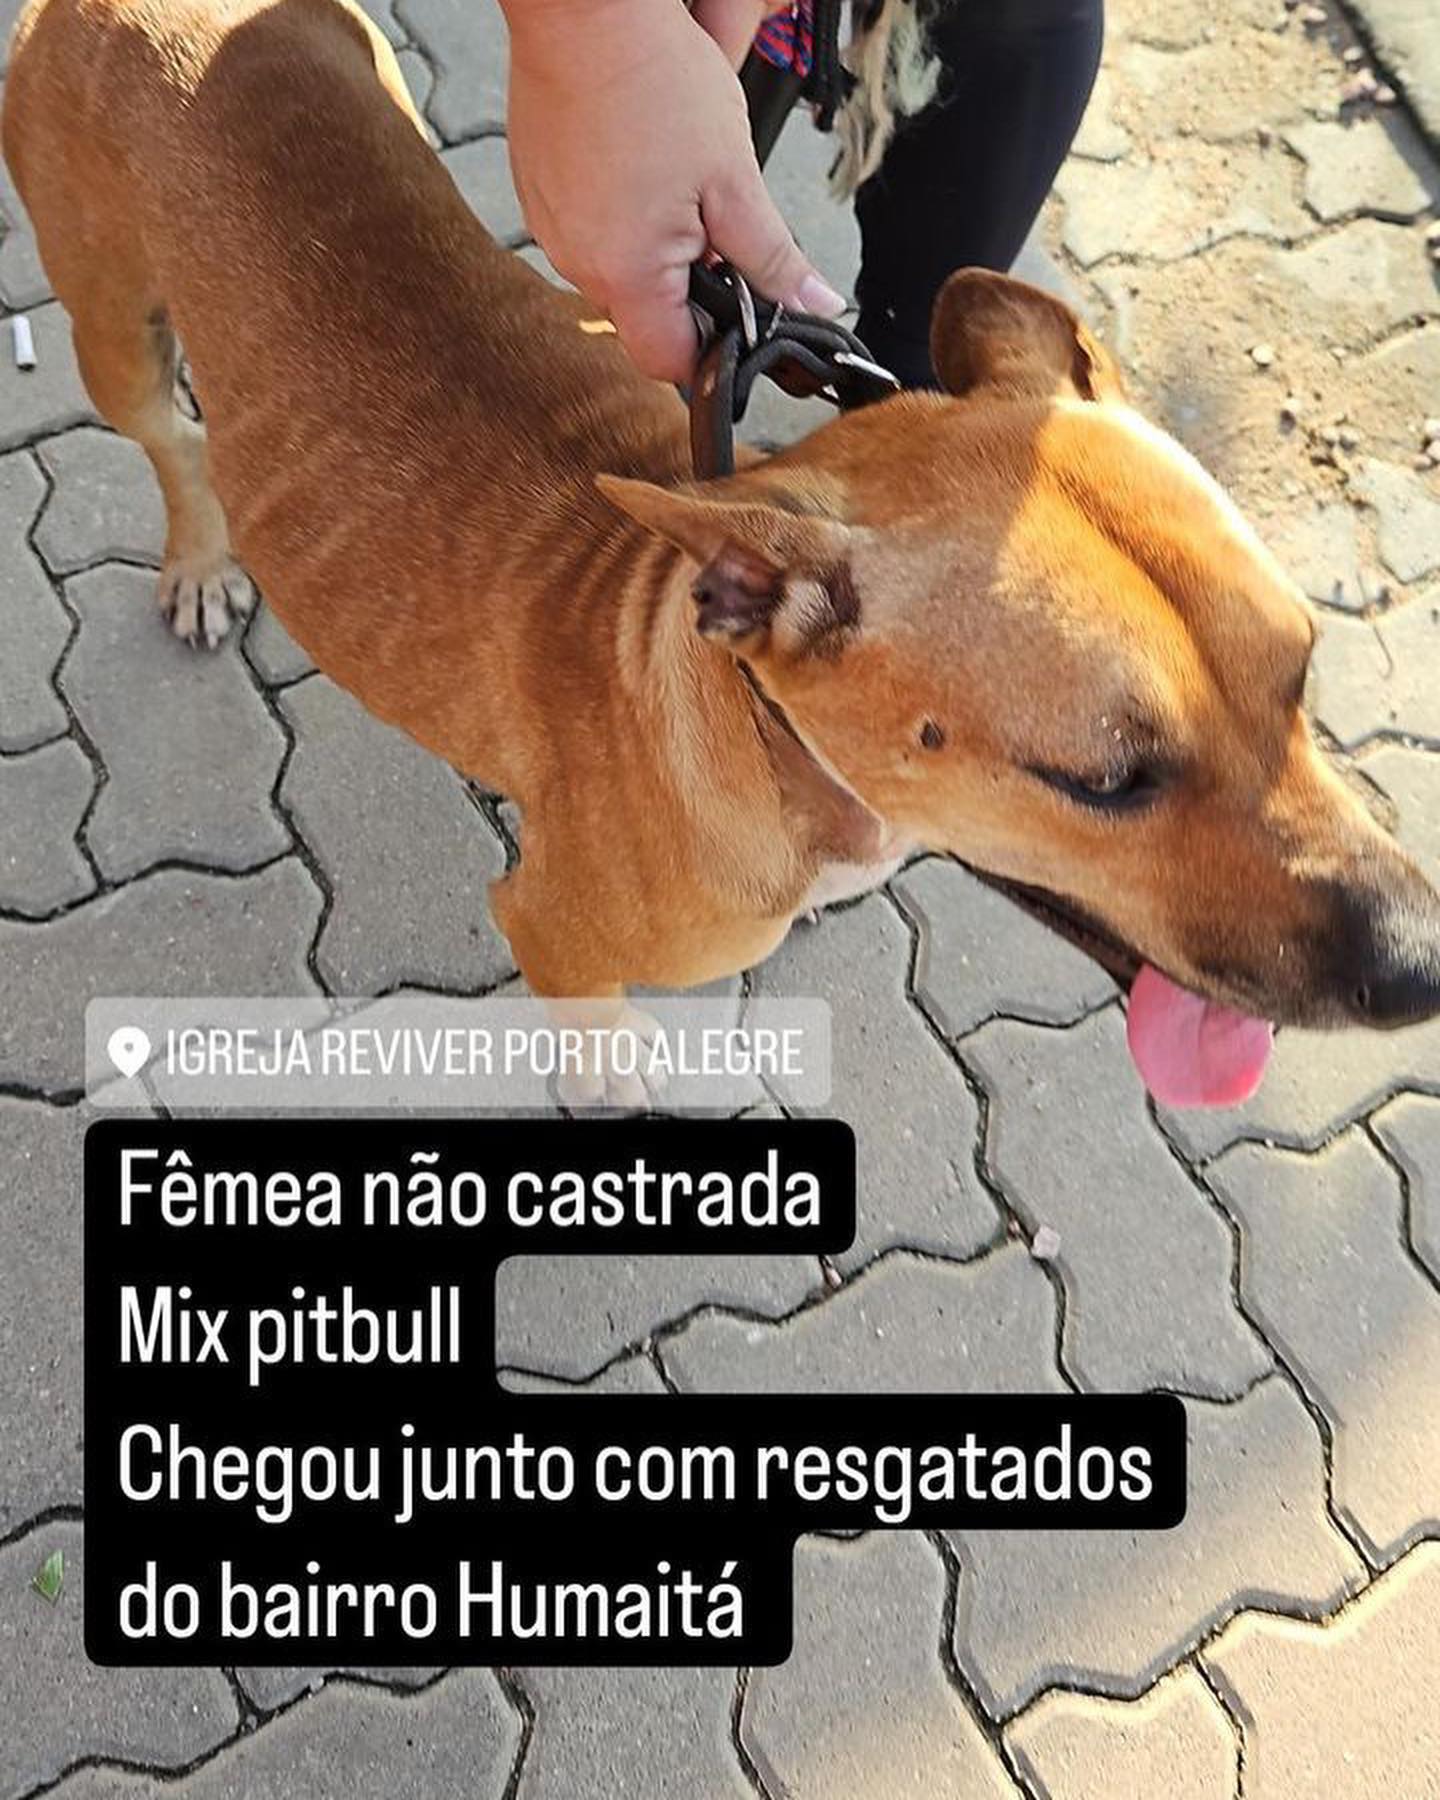 IGREJA REVIVER PORTO ALEGRE
Fêmea não castrada
Mix pitbull
Chegou junto com resgatados
do bairro Humaitá